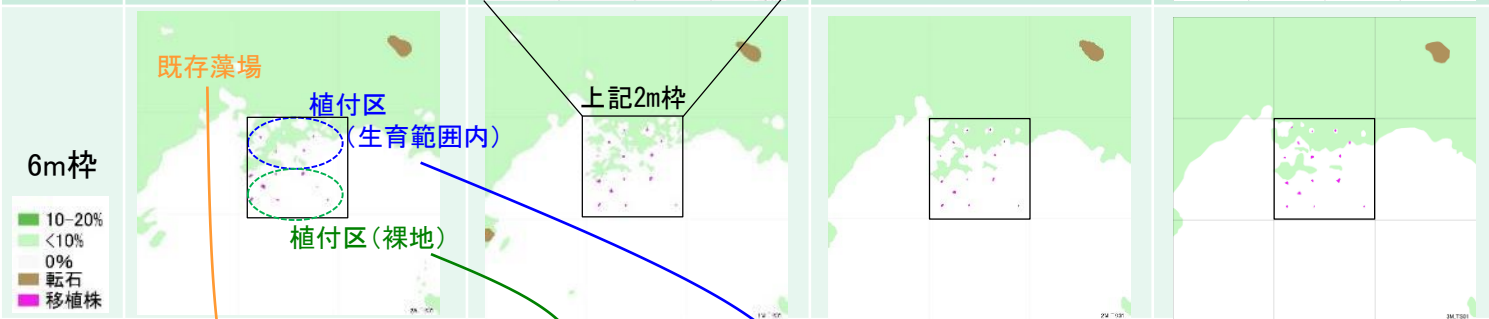 既存藻場
植付区
(生育範囲内)
植付区(裸地)
上記2m枠
6m枠
10-20%
<10%
0%
転石
移植株